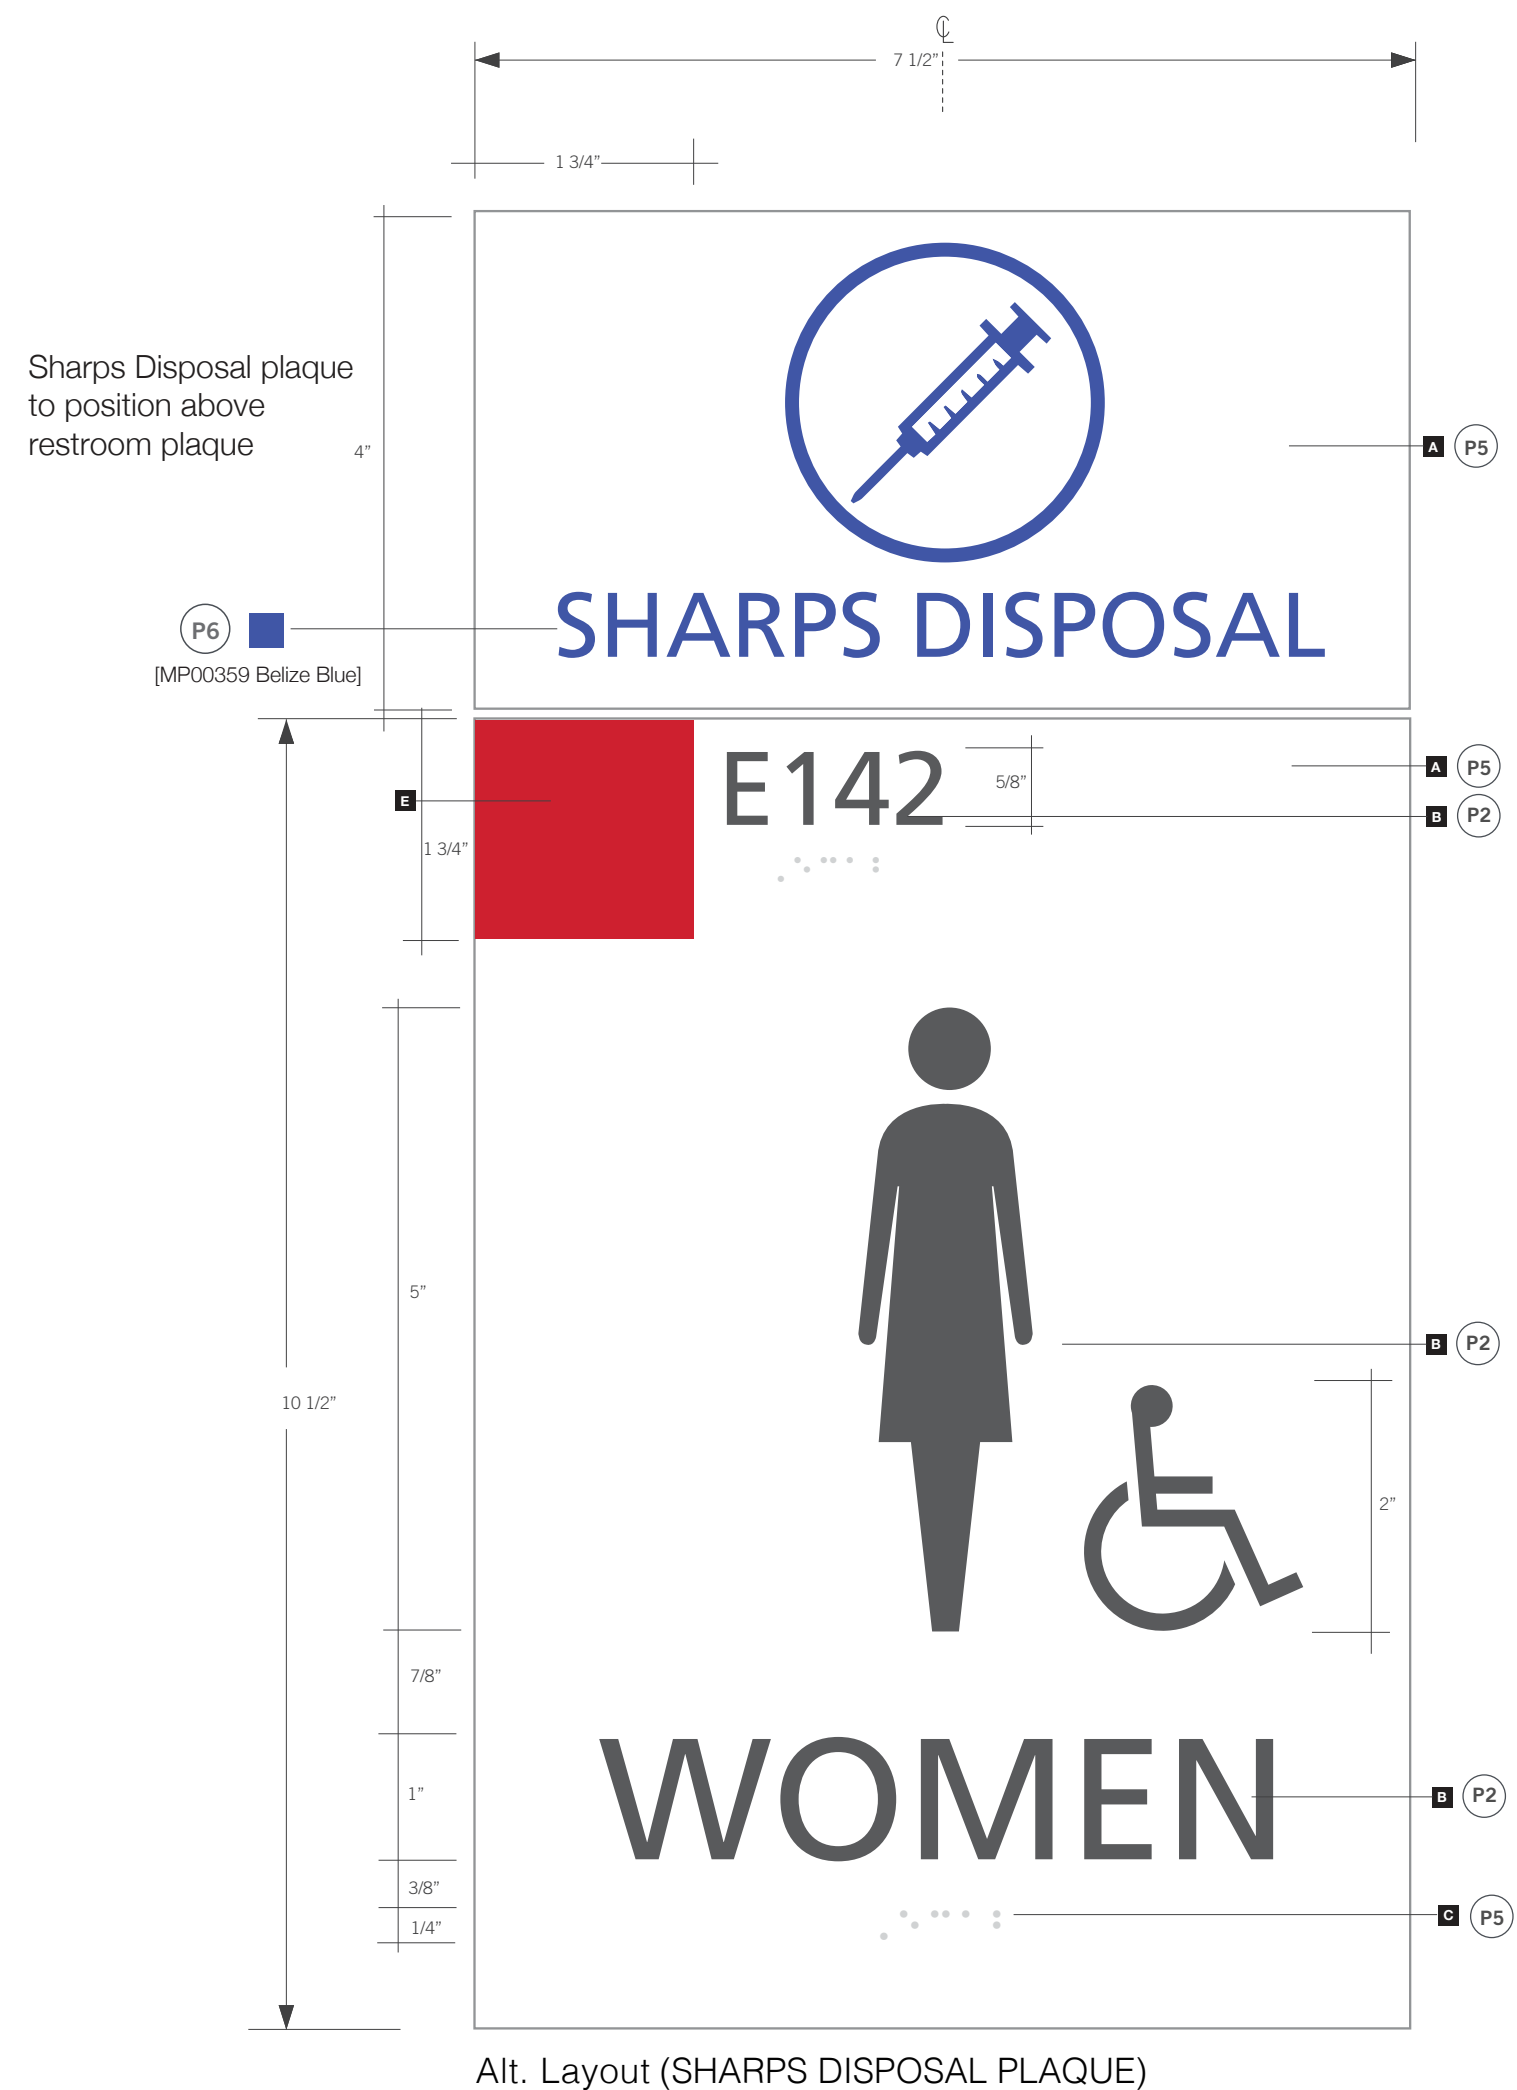 ℄
7 1/2”
1 3/4”
Sharps Disposal plaque
to position above
restroom plaque
4”
A P5
SHARPS DISPOSAL
P6
[MP00359 Belize Blue]
E142
5/8”
A P5
B P2
E
1 3/4”
5”
B P2
10 1/2”
2”
7/8”
WOMEN
1”
B P2
3/8”
1/4”
C P5
Alt. Layout (SHARPS DISPOSAL PLAQUE)